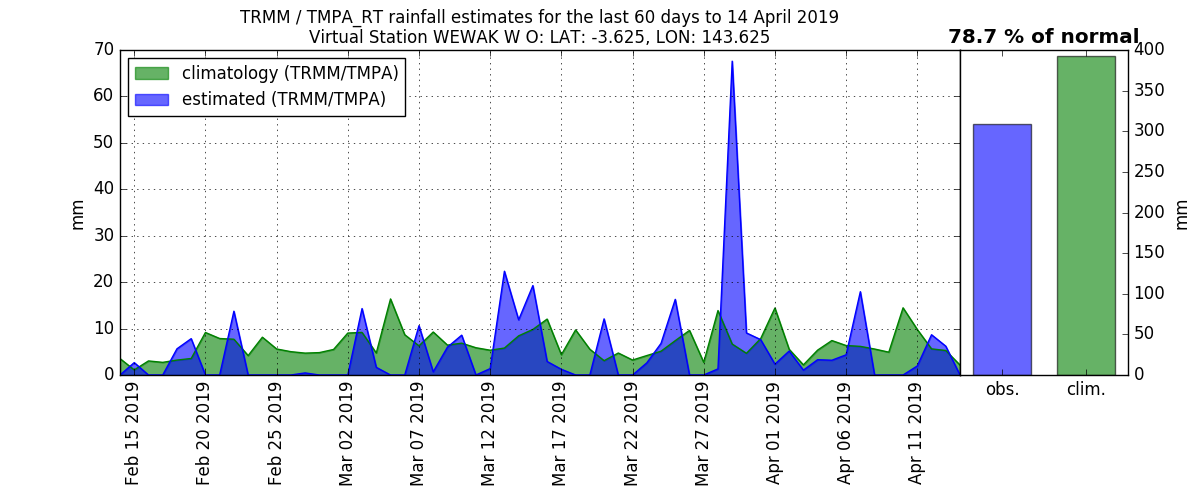 TRMM / TMPA_RT rainfall estimates for the last 60 days to 14 April 2019
Virtual Station WEWAK W O: LAT: -3.625, LON: 143.625
78.7 % of normal
climatology (TRMM/TMPA)
estimated (TRMM/TMPA)
70
60
50
40
30
20
10
0
mm
Feb 15 2019
Feb 20 2019
Feb 25 2019
Mar 02 2019
Mar 07 2019
Mar 12 2019
Mar 17 2019
Mar 22 2019
Mar 27 2019
Apr 01 2019
Apr 06 2019
Apr 11 2019
obs.
clim.
400
350
300
250
200
150
100
50
0
mm